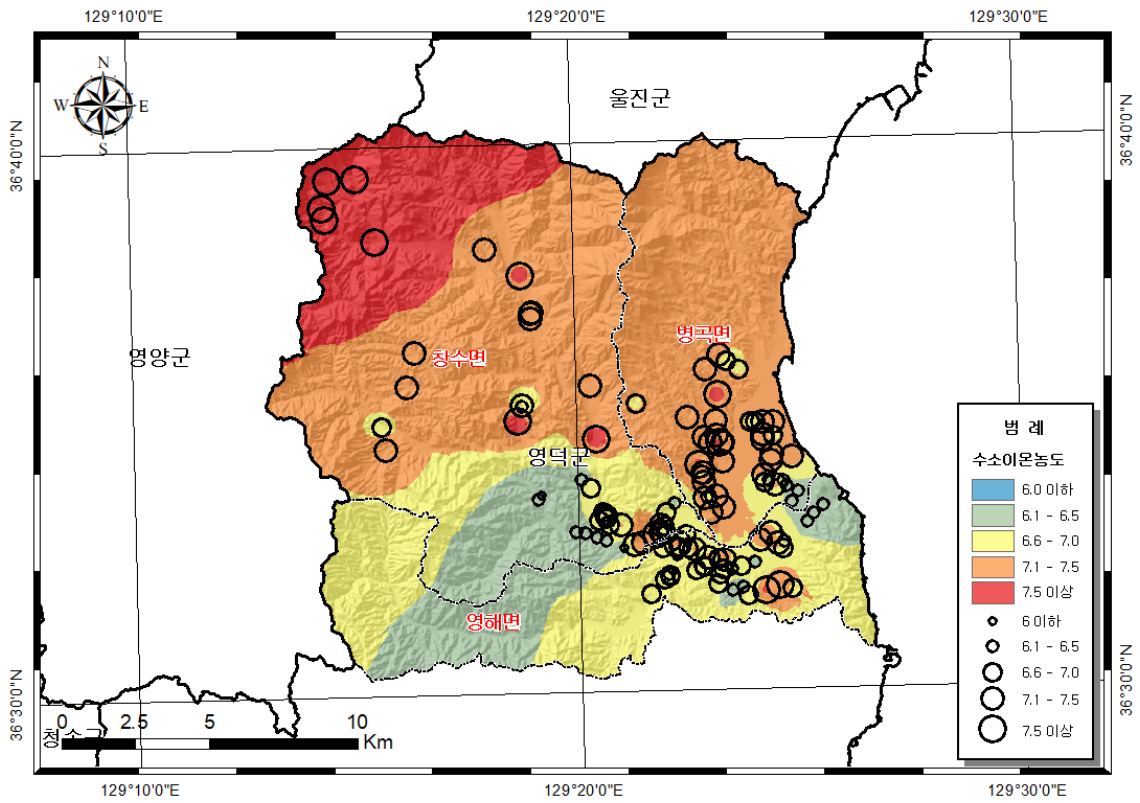 129°10'0"E 129°20'0"E 129°30'0"E
N
W E
S
울진군
36°40'0"N 36°40'0"N
병곡면
영양군
창수면
영덕군
영해면
범 례
수소이온농도
6.0 이하
6.1 - 6.5
6.6 - 7.0
7.1 - 7.5
7.5 이상
6 이하
6.1 - 6.5
6.6 - 7.0
7.1 - 7.5
7.5 이상
36°30'0"N 36°30'0"N
0 2.5 5 10
Km
청소군
129°10'0"E 129°20'0"E 129°30'0"E